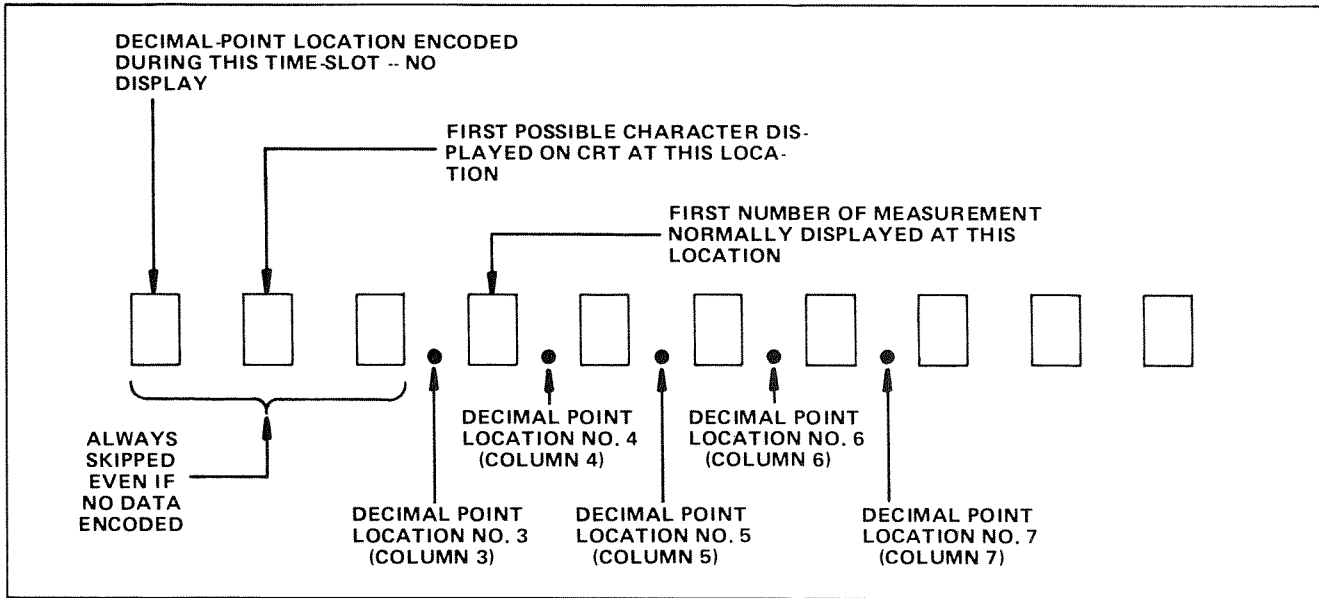 DECIMAL-POINT LOCATION ENCODED
DURING THIS TIME-SLOT -- NO
DISPLAY
FIRST POSSIBLE CHARACTER DIS-
PLAYED ON CRT AT THIS LOCA-
TION
FIRST NUMBER OF MEASUREMENT
NORMALLY DISPLAYED AT THIS
LOCATION
ALWAYS
SKIPPED
EVEN IF
NO DATA
ENCODED
DECIMAL POINT
LOCATION NO. 3
(COLUMN 3)
DECIMAL POINT
LOCATION NO. 4
(COLUMN 4)
DECIMAL POINT
LOCATION NO. 5
(COLUMN 5)
DECIMAL POINT
LOCATION NO. 6
(COLUMN 6)
DECIMAL POINT
LOCATION NO. 7
(COLUMN 7)